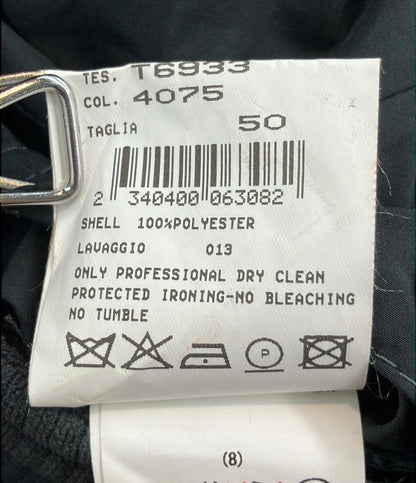 TES. T6933
COL. 4075
TAGLIA 50
2 340400 063082
SHELL 100%POLYESTER
LAVAGGIO 013
ONLY PROFESSIONAL DRY CLEAN
PROTECTED IRONING-NO BLEACHING
NO TUMBLE
P
(8)